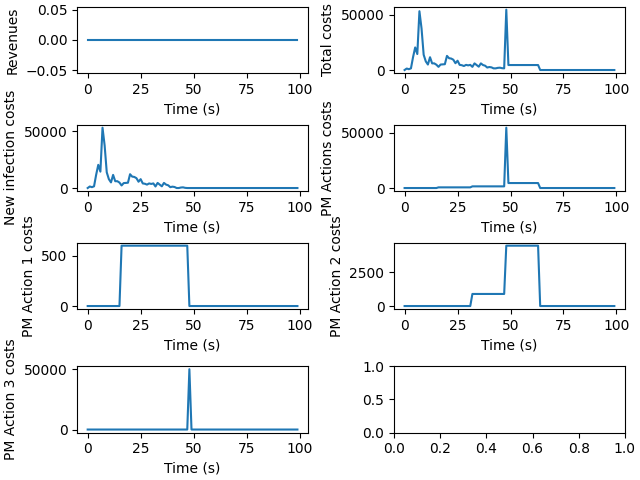 Revenues
0.05
0.00
−0.05
0 25 50 75 100
Time (s)
Total costs
50000
0
0 25 50 75 100
Time (s)
New infection costs
50000
0
0 25 50 75 100
Time (s)
PM Actions costs
50000
0
0 25 50 75 100
Time (s)
PM Action 1 costs
500
0
0 25 50 75 100
Time (s)
PM Action 2 costs
2500
0
0 25 50 75 100
Time (s)
PM Action 3 costs
50000
0
0 25 50 75 100
Time (s)
1.0
0.5
0.0
0.0 0.2 0.4 0.6 0.8 1.0